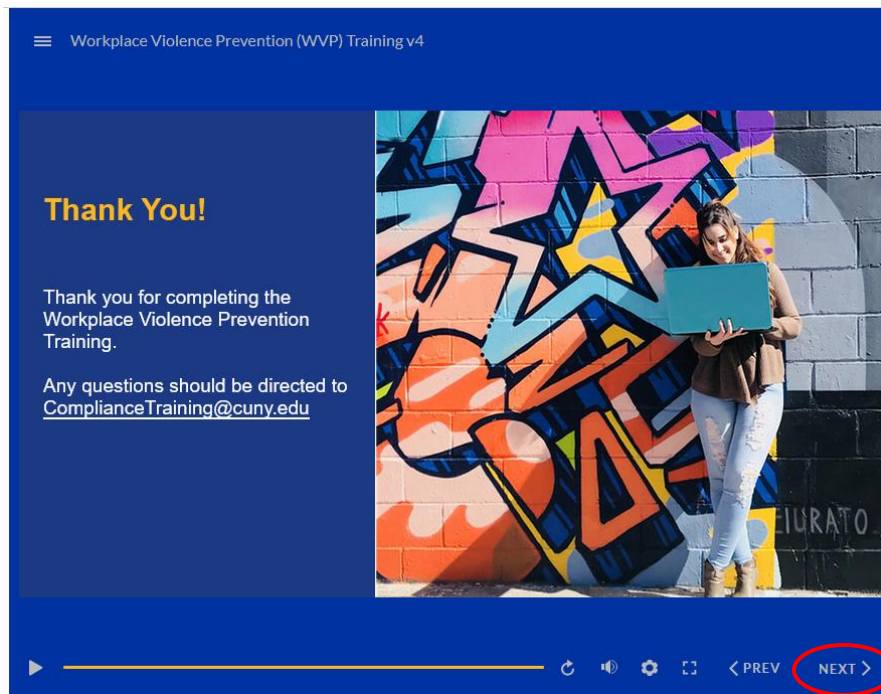 Workplace Violence Prevention (WVP) Training v4
Thank You!
Thank you for completing the
Workplace Violence Prevention
Training.
Any questions should be directed to
ComplianceTraining@cuny.edu
EIURATO
PREV
NEXT